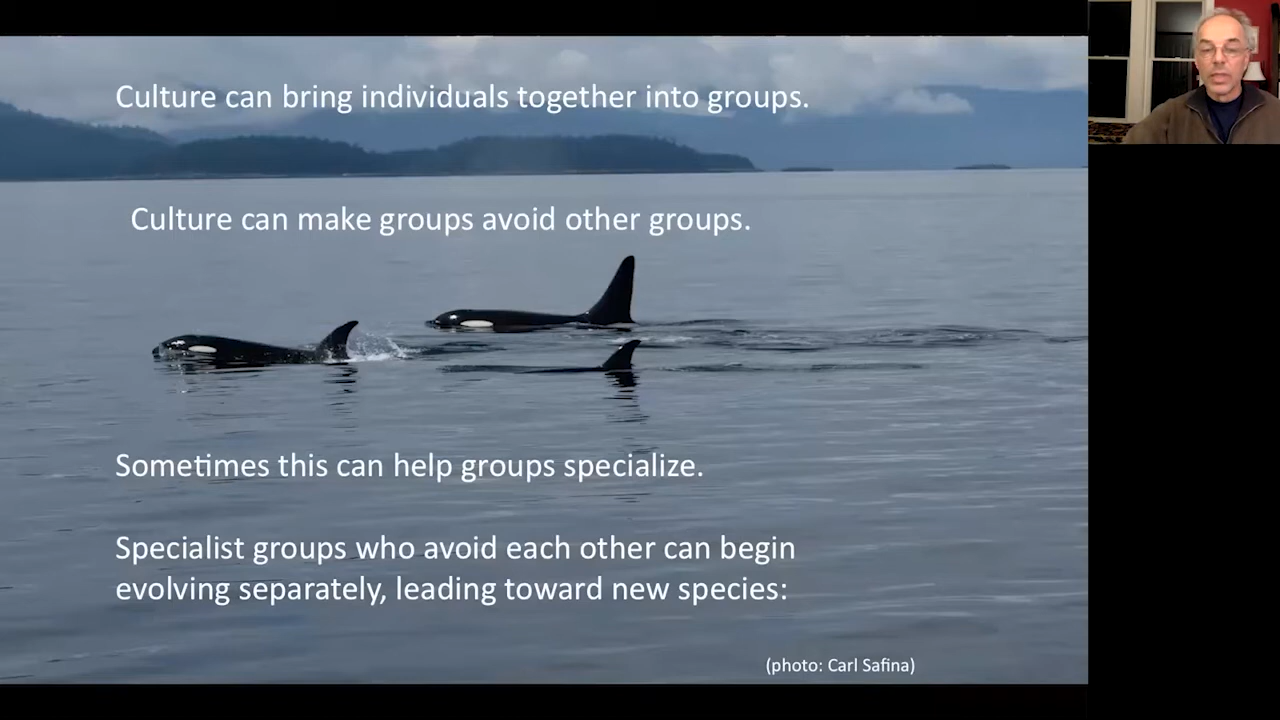 Culture can bring individuals together into groups.
Culture can make groups avoid other groups.
Sometimes this can help groups specialize.
Specialist groups who avoid each other can begin
evolving separately, leading toward new species:
(photo: Carl Safina)